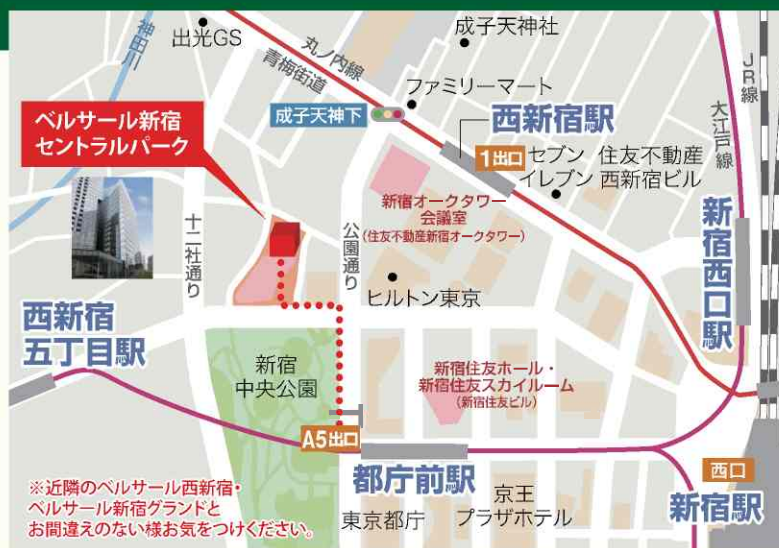 神田川
出光GS
丸ノ内線
青梅街道
成子天神社
ファミリーマート
JR線
大江戸線
ベルサール新宿
セントラルパーク
成子天神下
西新宿駅
1出口
セブン
イレブン
住友不動産
西新宿ビル
新宿オークタワー
会議室
(住友不動産新宿オークタワー)
十二社通り
公園通り
ヒルトン東京
新宿西口駅
西新宿
五丁目駅
新宿
中央公園
新宿住友ホール・
新宿住友スカイルーム
(新宿住友ビル)
A5出口
都庁前駅
西口
新宿駅
※近隣のベルサール西新宿・
ベルサール新宿グランドと
お間違えのない様お気をつけください。
東京都庁
京王
プラザホテル